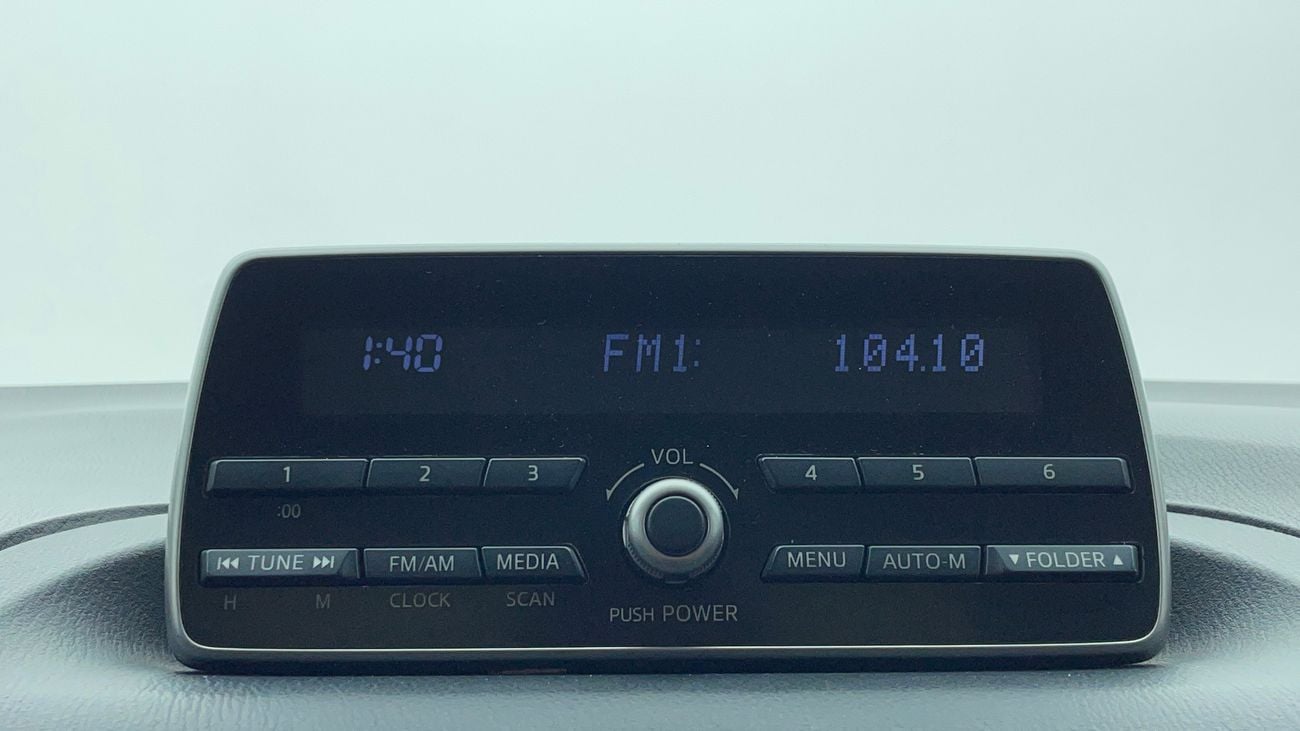 1:40 FM1: 104.10
VOL
1 2 3 4 5 6
:00
⏮ TUNE ⏭ FM/AM MEDIA MENU AUTO-M ▼ FOLDER ▲
H M CLOCK SCAN
PUSH POWER